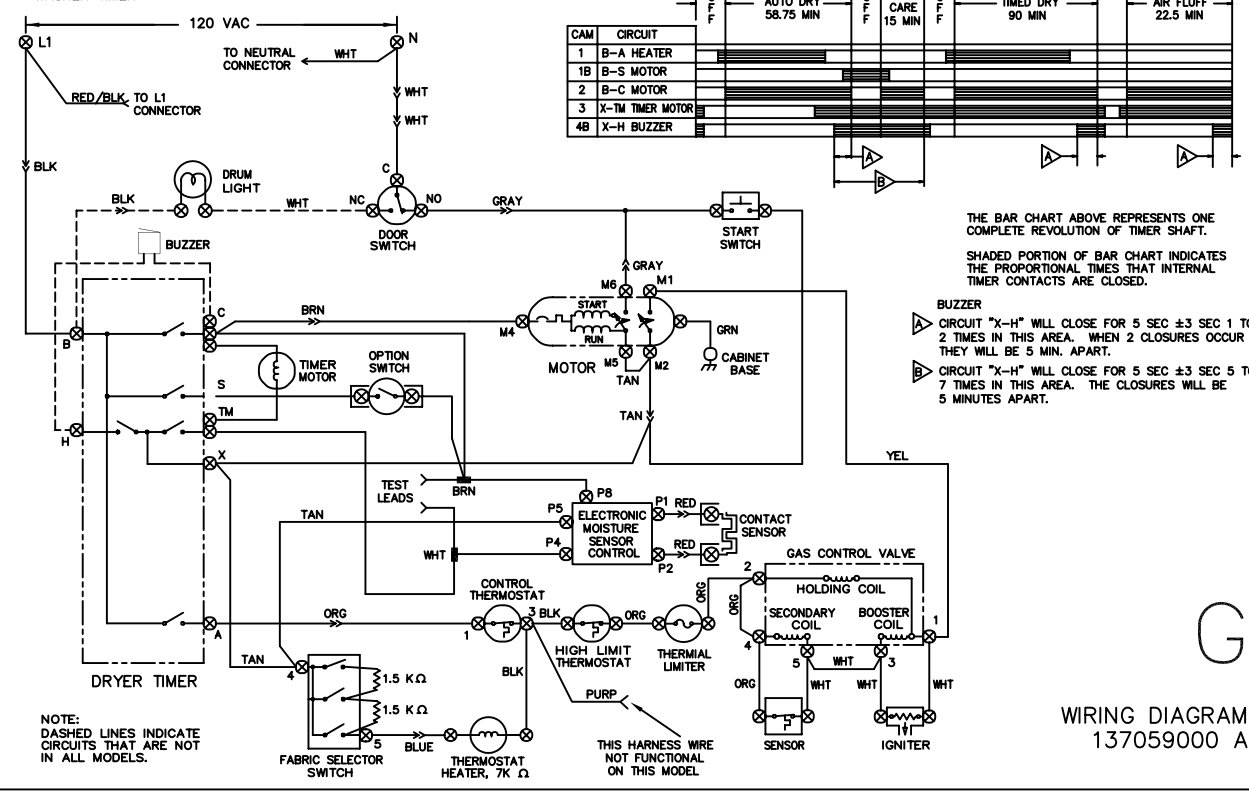 120 VAC
L1
N
TO NEUTRAL
CONNECTOR
WHT
RED/BLK
TO L1
CONNECTOR
WHT
WHT
BLK
F
F
AUTO DRY
58.75 MIN
F
F
CARE
15 MIN
F
F
TIMED DRY
90 MIN
AIR FLUFF
22.5 MIN
CAM CIRCUIT
1 B-A HEATER
1B B-S MOTOR
2 B-C MOTOR
3 X-TM TIMER MOTOR
4B X-H BUZZER
A
A
A
B
THE BAR CHART ABOVE REPRESENTS ONE
COMPLETE REVOLUTION OF TIMER SHAFT.
SHADED PORTION OF BAR CHART INDICATES
THE PROPORTIONAL TIMES THAT INTERNAL
TIMER CONTACTS ARE CLOSED.
BUZZER
A CIRCUIT "X-H" WILL CLOSE FOR 5 SEC ±3 SEC 1 TO
2 TIMES IN THIS AREA. WHEN 2 CLOSURES OCCUR
THEY WILL BE 5 MIN. APART.
B CIRCUIT "X-H" WILL CLOSE FOR 5 SEC ±3 SEC 5 TO
7 TIMES IN THIS AREA. THE CLOSURES WILL BE
5 MINUTES APART.
DRUM
LIGHT
BLK
WHT
C
NC
NO
GRAY
DOOR
SWITCH
START
SWITCH
BUZZER
GRAY
M6
M1
START
RUN
M4
M5
M2
MOTOR
TAN
GRN
CABINET
BASE
C
BRN
B
TIMER
MOTOR
OPTION
SWITCH
S
TM
H
X
TAN
YEL
TEST
LEADS
BRN
P8
P5
P4
P1
P2
ELECTRONIC
MOISTURE
SENSOR
CONTROL
RED
RED
CONTACT
SENSOR
TAN
WHT
GAS CONTROL VALVE
2
HOLDING COIL
ORG
ORG
SECONDARY
COIL
BOOSTER
COIL
1
4
5
3
WHT
ORG
WHT
WHT
WHT
SENSOR
IGNITER
CONTROL
THERMOSTAT
A
ORG
1
3
BLK
ORG
HIGH LIMIT
THERMOSTAT
THERMIAL
LIMITER
BLK
PURP
THIS HARNESS WIRE
NOT FUNCTIONAL
ON THIS MODEL
TAN
4
1.5 KΩ
1.5 KΩ
5
BLUE
FABRIC SELECTOR
SWITCH
THERMOSTAT
HEATER, 7K Ω
DRYER TIMER
NOTE:
DASHED LINES INDICATE
CIRCUITS THAT ARE NOT
IN ALL MODELS.
G
WIRING DIAGRAM
137059000 A